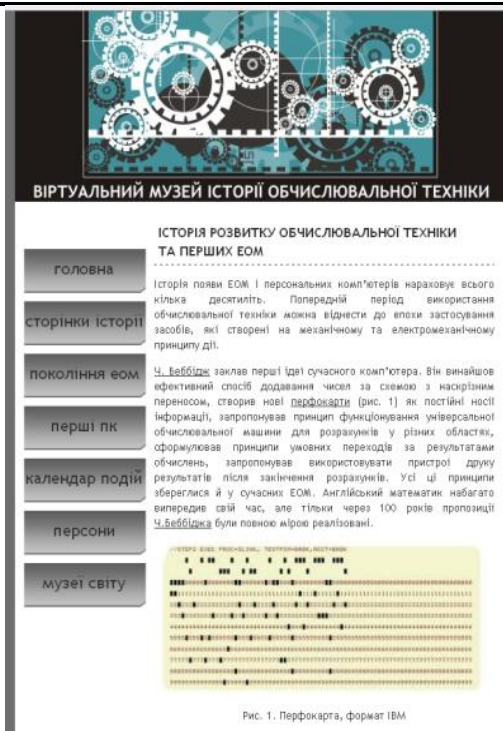 ВІРТУАЛЬНИЙ МУЗЕЙ ІСТОРІЇ ОБЧИСЛЮВАЛЬНОЇ ТЕХНІКИ
головна
сторінки історії
покоління еом
перші пк
календар подій
персони
музеї світу
ІСТОРІЯ РОЗВИТКУ ОБЧИСЛЮВАЛЬНОЇ ТЕХНІКИ
ТА ПЕРШИХ ЕОМ
Історія появи ЕОМ і персональних комп'ютерів нараховує всього
кілька десятиліть. Попередній період використання
обчислювальної техніки можна віднести до епохи застосування
засобів, які створені на механічному та електромеханічному
принципу дії.
Ч. Беббідж заклав перші ідеї сучасного комп'ютера. Він винайшов
ефективний спосіб додавання чисел за схемою з наскрізним
переносом, створив нові перфокарти (рис. 1) як постійні носії
інформації, запропонував принцип функціонування універсальної
обчислювальної машини для розрахунків у різних областях,
сформулював принципи умовних переходів за результатами
обчислень, запропонував використовувати пристрої друку
результатів після закінчення розрахунків. Усі ці принципи
збереглися й у сучасних ЕОМ. Англійський математик набагато
випередив свій час, але тільки через 100 років пропозиції
Ч.Беббіджа були повною мірою реалізовані.
Рис. 1. Перфокарта, формат IBM